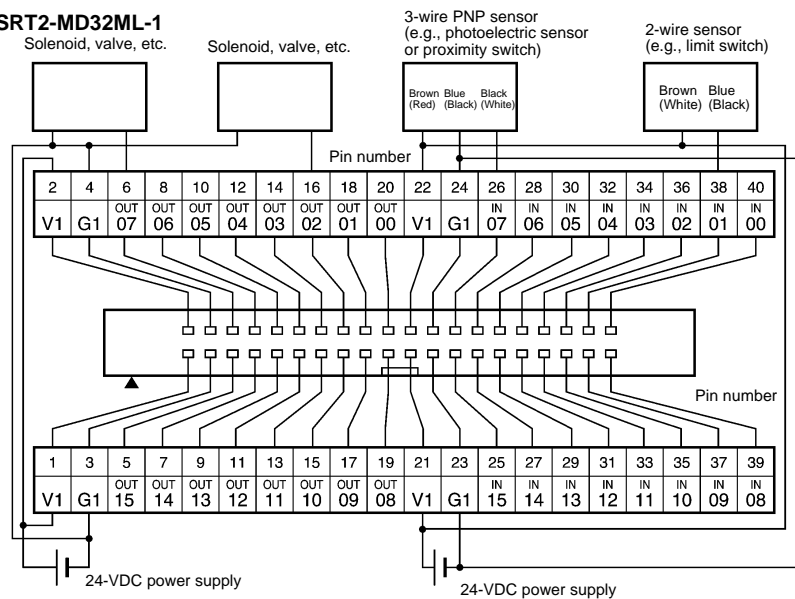 SRT2-MD32ML-1
Solenoid, valve, etc.
Solenoid, valve, etc.
3-wire PNP sensor
(e.g., photoelectric sensor
or proximity switch)
2-wire sensor
(e.g., limit switch)
Brown Blue Black
(Red) (Black) (White)
Brown Blue
(White) (Black)
Pin number
2 4 6 8 10 12 14 16 18 20 22 24 26 28 30 32 34 36 38 40
V1 G1 OUT 07 OUT 06 OUT 05 OUT 04 OUT 03 OUT 02 OUT 01 OUT 00 V1 G1 IN 07 IN 06 IN 05 IN 04 IN 03 IN 02 IN 01 IN 00
Pin number
1 3 5 7 9 11 13 15 17 19 21 23 25 27 29 31 33 35 37 39
V1 G1 OUT 15 OUT 14 OUT 13 OUT 12 OUT 11 OUT 10 OUT 09 OUT 08 V1 G1 IN 15 IN 14 IN 13 IN 12 IN 11 IN 10 IN 09 IN 08
24-VDC power supply
24-VDC power supply